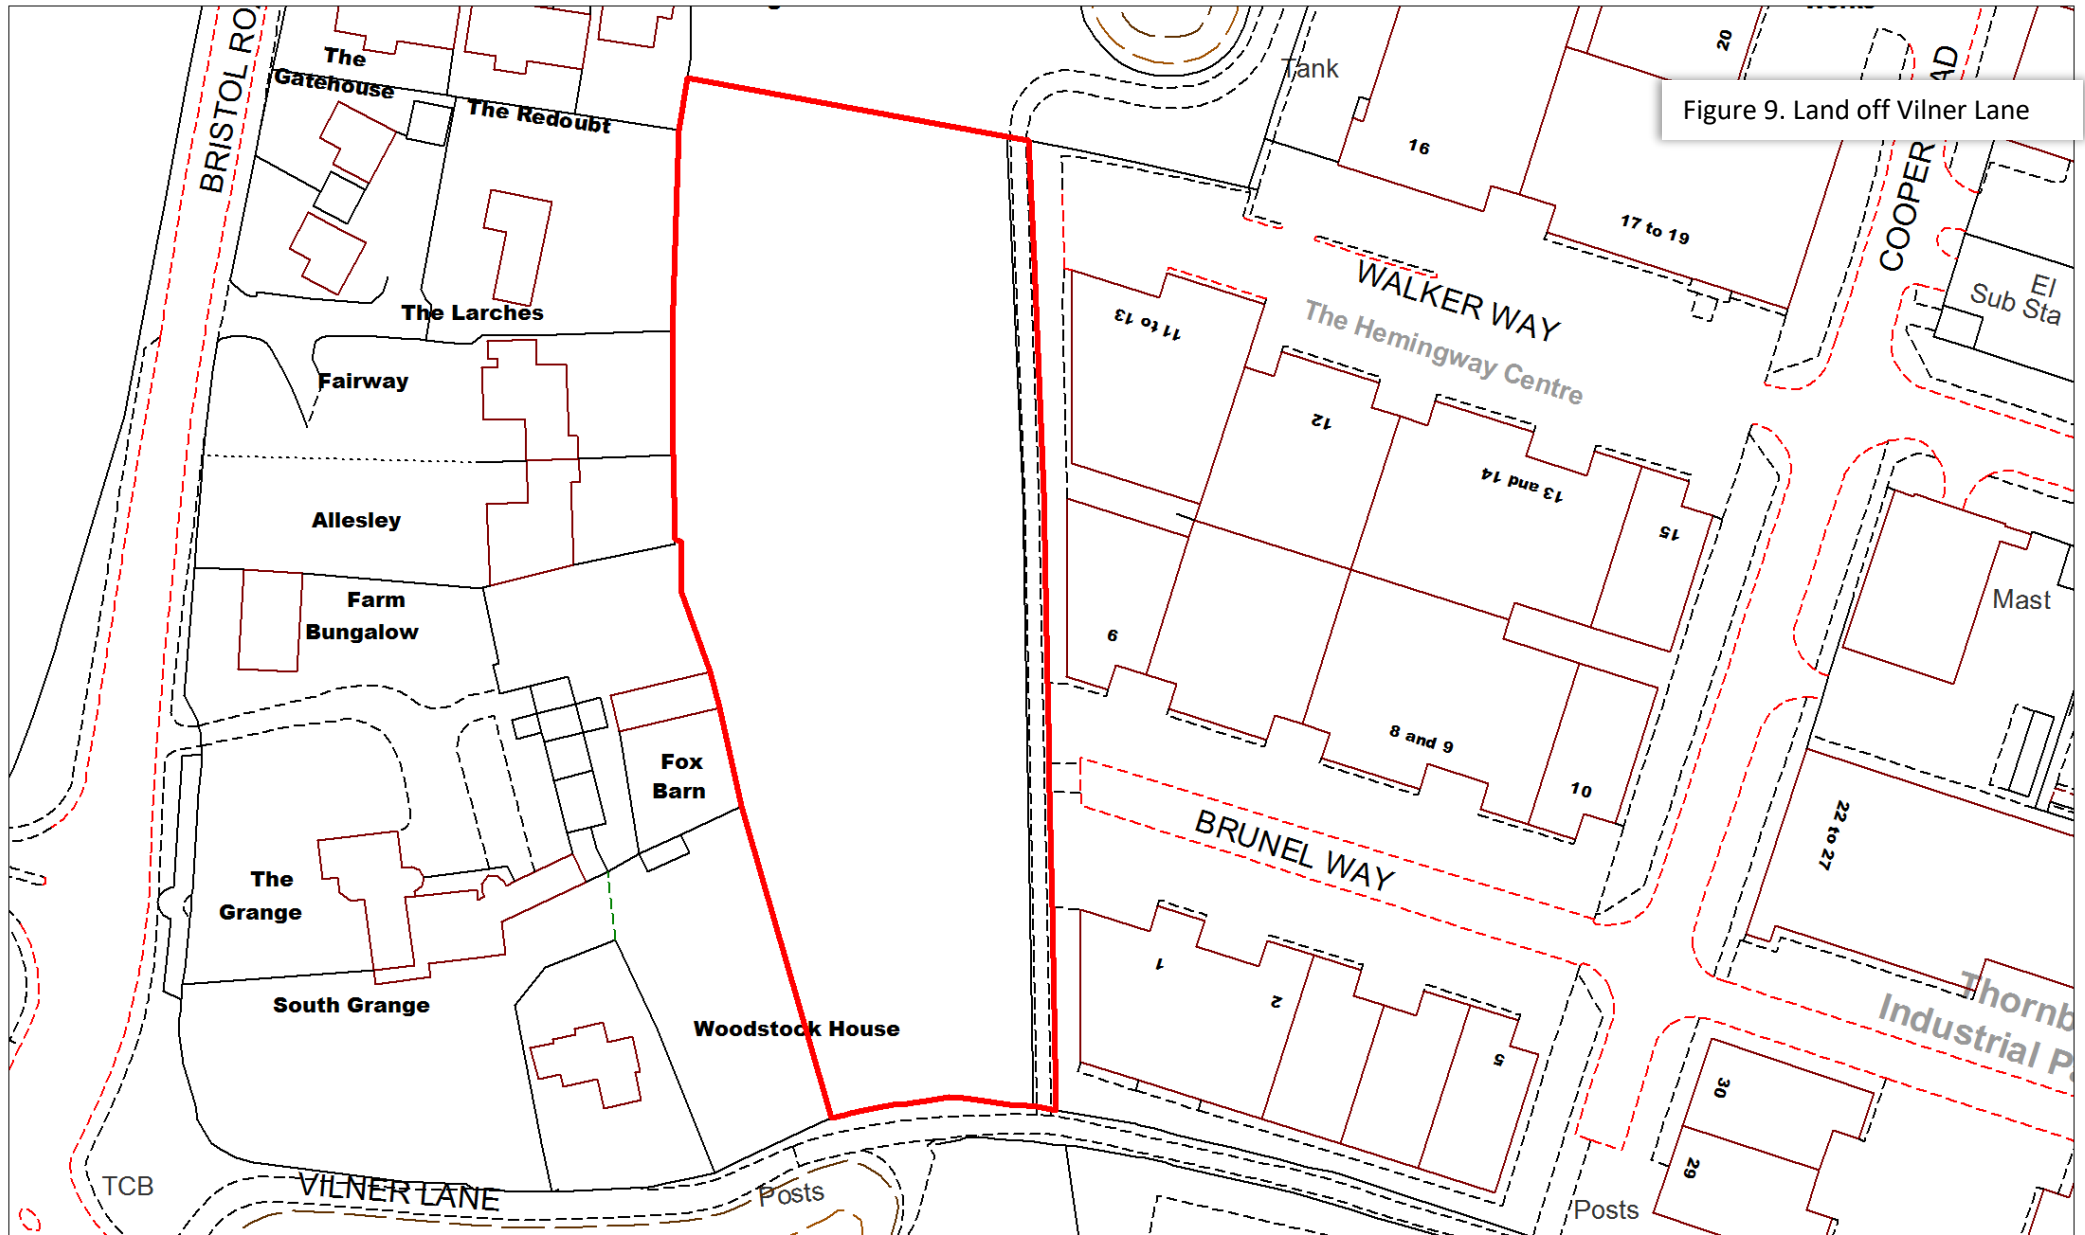 Figure 9. Land off Vilner Lane
BRISTOL RO
The
Gatehouse
The Redoubt
The Larches
Fairway
Allesley
Farm
Bungalow
Fox
Barn
The
Grange
South Grange
Woodstock House
TCB
VILNER LANE
Posts
Tank
16
17 to 19
20
COOPER
AD
WALKER WAY
The Hemingway Centre
El
Sub Sta
11 to 13
12
13 and 14
15
9
8 and 9
10
Mast
BRUNEL WAY
22 to 27
1
2
5
Thornb
Industrial Pa
30
29
Posts